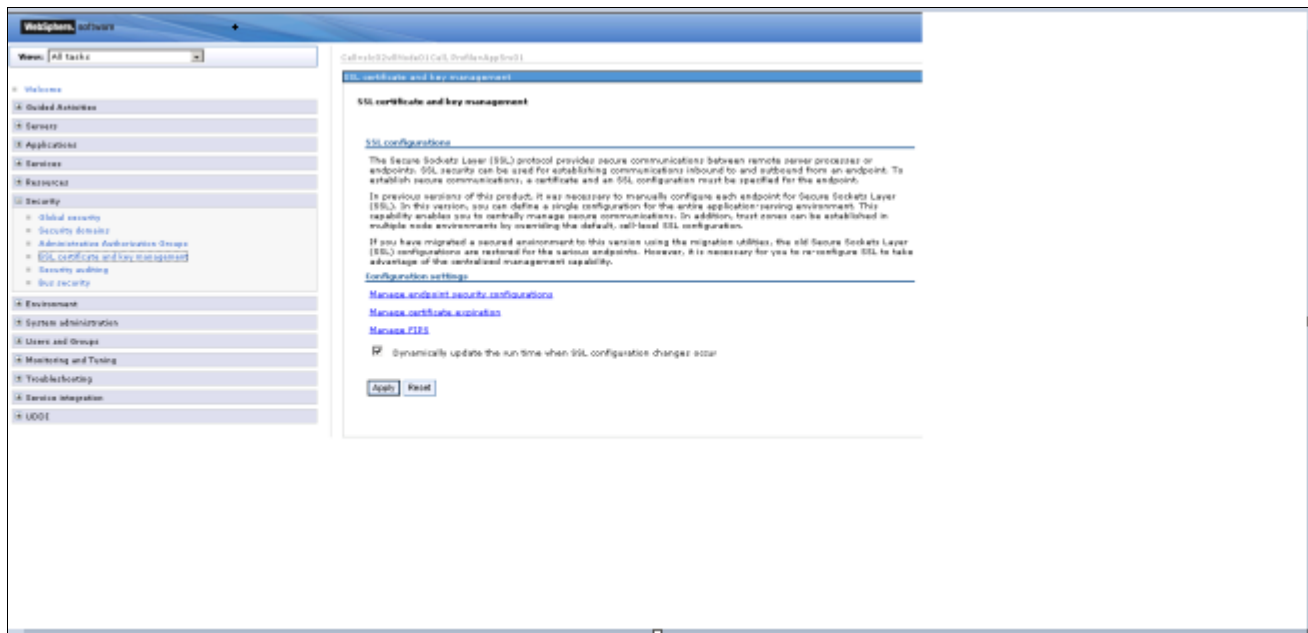 WebSphere. software
View: All tasks
Welcome
Guided Activities
Servers
Applications
Services
Resources
Security
Global security
Security domains
Administrative Authorization Groups
SSL certificate and key management
Security auditing
Bus security
Environment
System administration
Users and Groups
Monitoring and Tuning
Troubleshooting
Service integration
UDDI
SSL certificate and key management
SSL certificate and key management
SSL configurations
The Secure Sockets Layer (SSL) protocol provides secure communications between remote server processes or
endpoints. SSL security can be used for establishing communications inbound to and outbound from an endpoint. To
establish secure communications, a certificate and an SSL configuration must be specified for the endpoint.
In previous versions of this product, it was necessary to manually configure each endpoint for Secure Sockets Layer
(SSL). In this version, you can define a single configuration for the entire application-serving environment. This
capability enables you to centrally manage secure communications. In addition, trust zones can be established in
multiple node environments by overriding the default, cell-level SSL configuration.
If you have migrated a secured environment to this version using the migration utilities, the old Secure Sockets Layer
(SSL) configurations are restored for the various endpoints. However, it is necessary for you to re-configure SSL to take
advantage of the centralized management capability.
Configuration settings
Manage endpoint security configurations
Manage certificate expiration
Manage FIPS
Dynamically update the run time when SSL configuration changes occur
Apply Reset